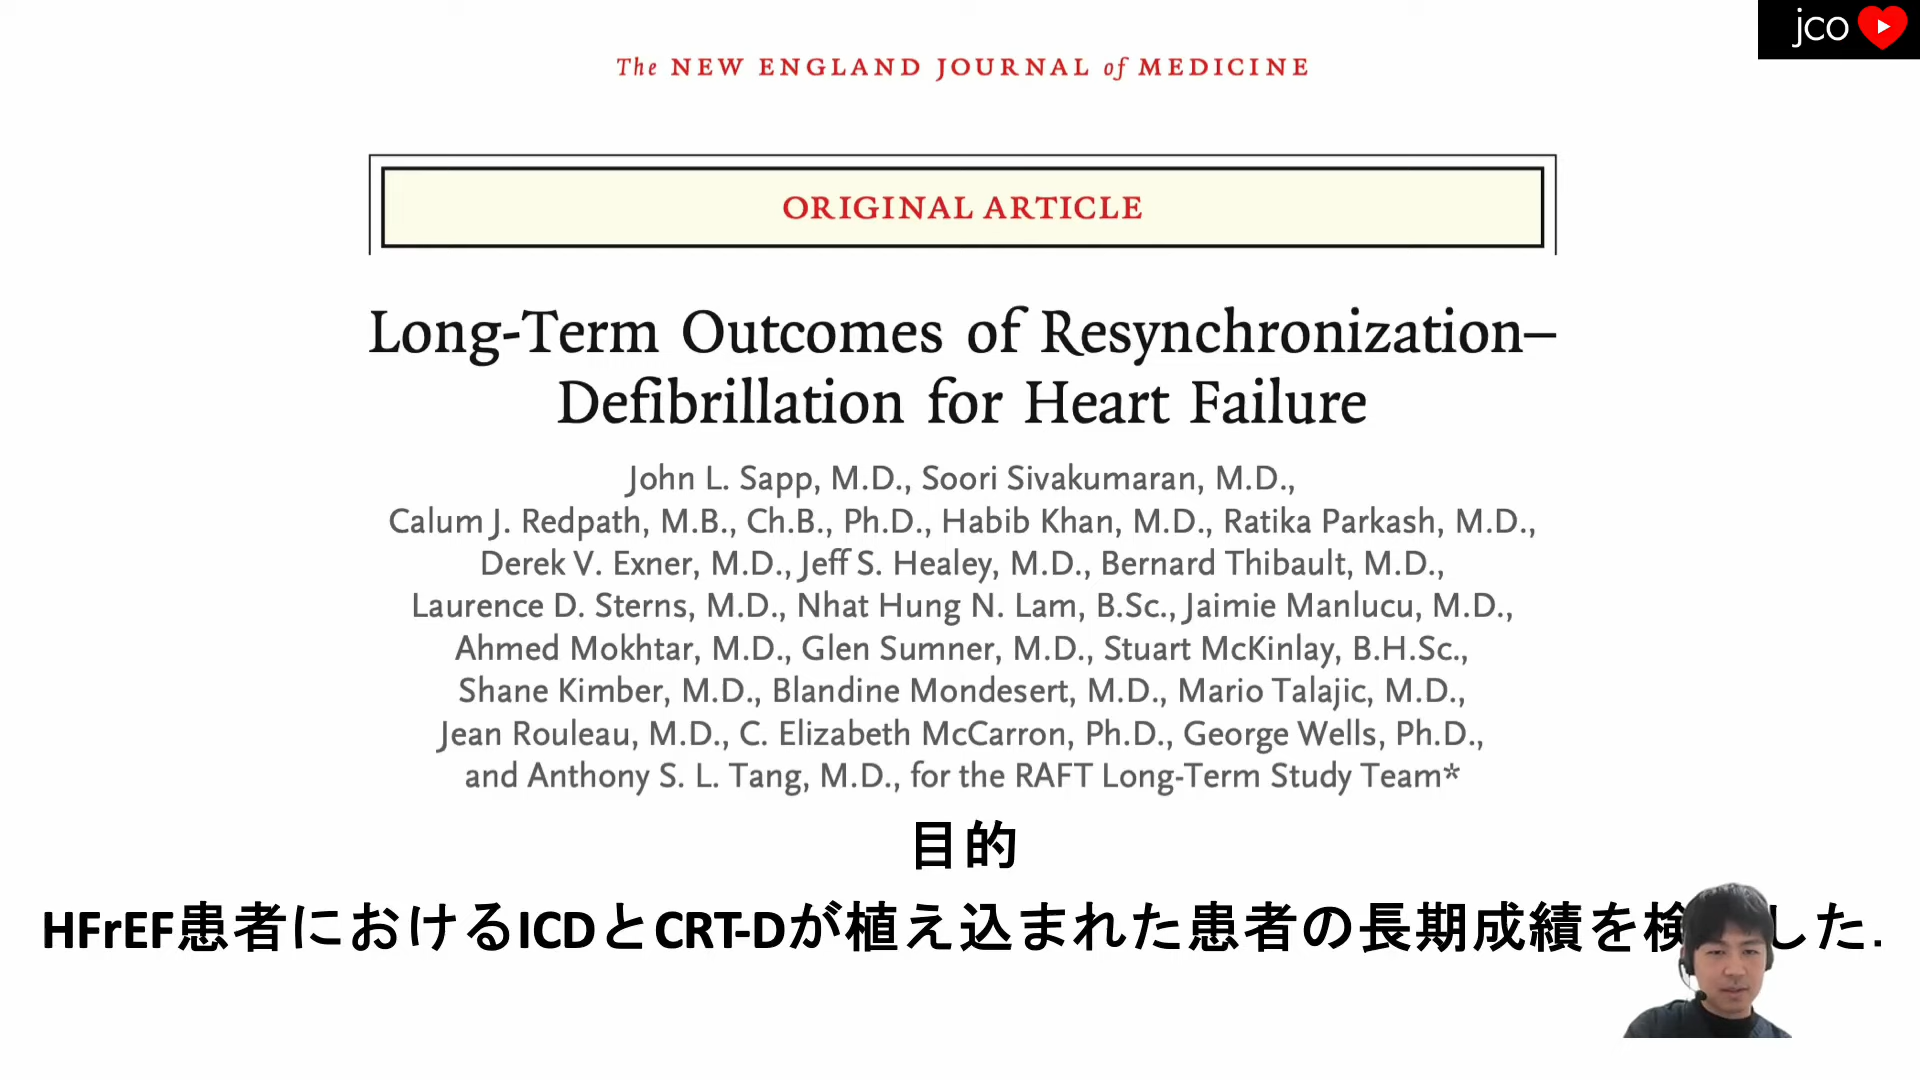 jco
The NEW ENGLAND JOURNAL of MEDICINE
ORIGINAL ARTICLE
Long-Term Outcomes of Resynchronization–
Defibrillation for Heart Failure
John L. Sapp, M.D., Soori Sivakumaran, M.D.,
Calum J. Redpath, M.B., Ch.B., Ph.D., Habib Khan, M.D., Ratika Parkash, M.D.,
Derek V. Exner, M.D., Jeff S. Healey, M.D., Bernard Thibault, M.D.,
Laurence D. Sterns, M.D., Nhat Hung N. Lam, B.Sc., Jaimie Manlucu, M.D.,
Ahmed Mokhtar, M.D., Glen Sumner, M.D., Stuart McKinlay, B.H.Sc.,
Shane Kimber, M.D., Blandine Mondesert, M.D., Mario Talajic, M.D.,
Jean Rouleau, M.D., C. Elizabeth McCarron, Ph.D., George Wells, Ph.D.,
and Anthony S. L. Tang, M.D., for the RAFT Long-Term Study Team*
目的
HFrEF患者におけるICDとCRT-Dが植え込まれた患者の長期成績を検した.